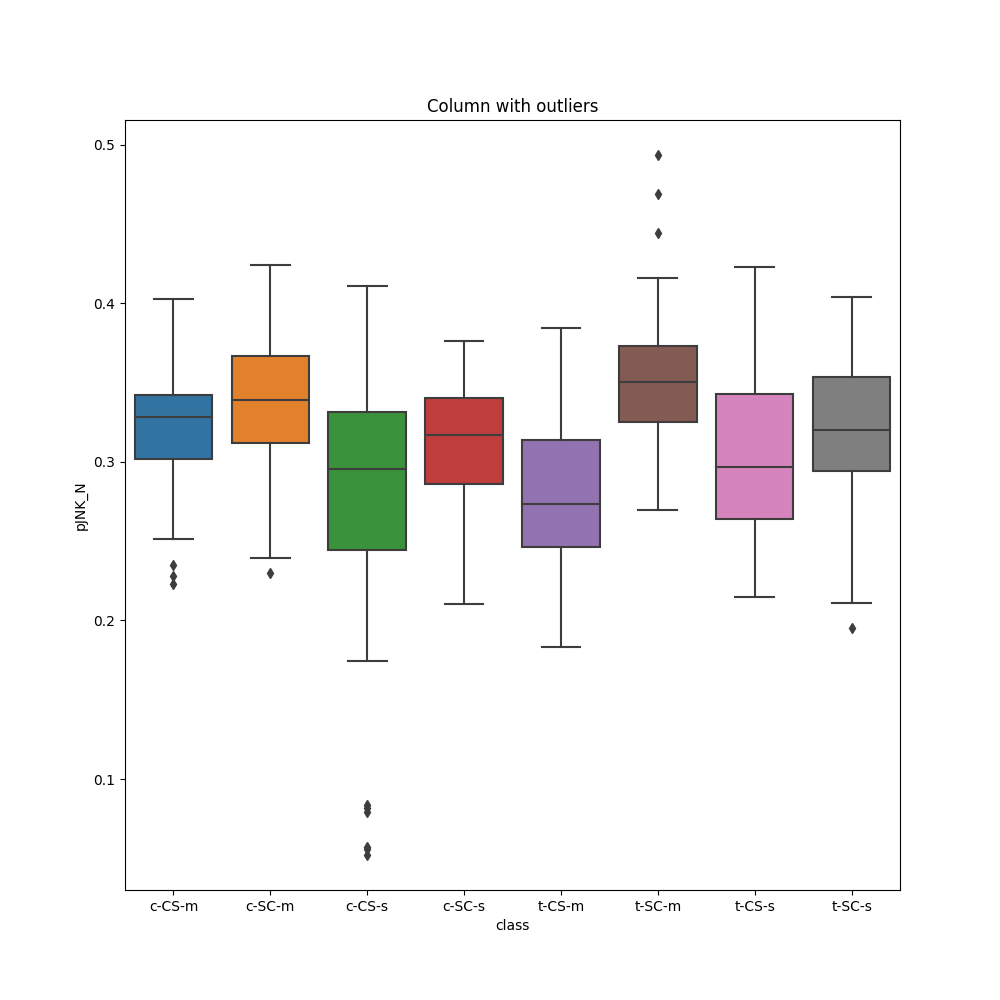 Column with outliers
0.5
0.4
0.3
0.2
0.1
pJNK_N
c-CS-m c-SC-m c-CS-s c-SC-s t-CS-m t-SC-m t-CS-s t-SC-s
class